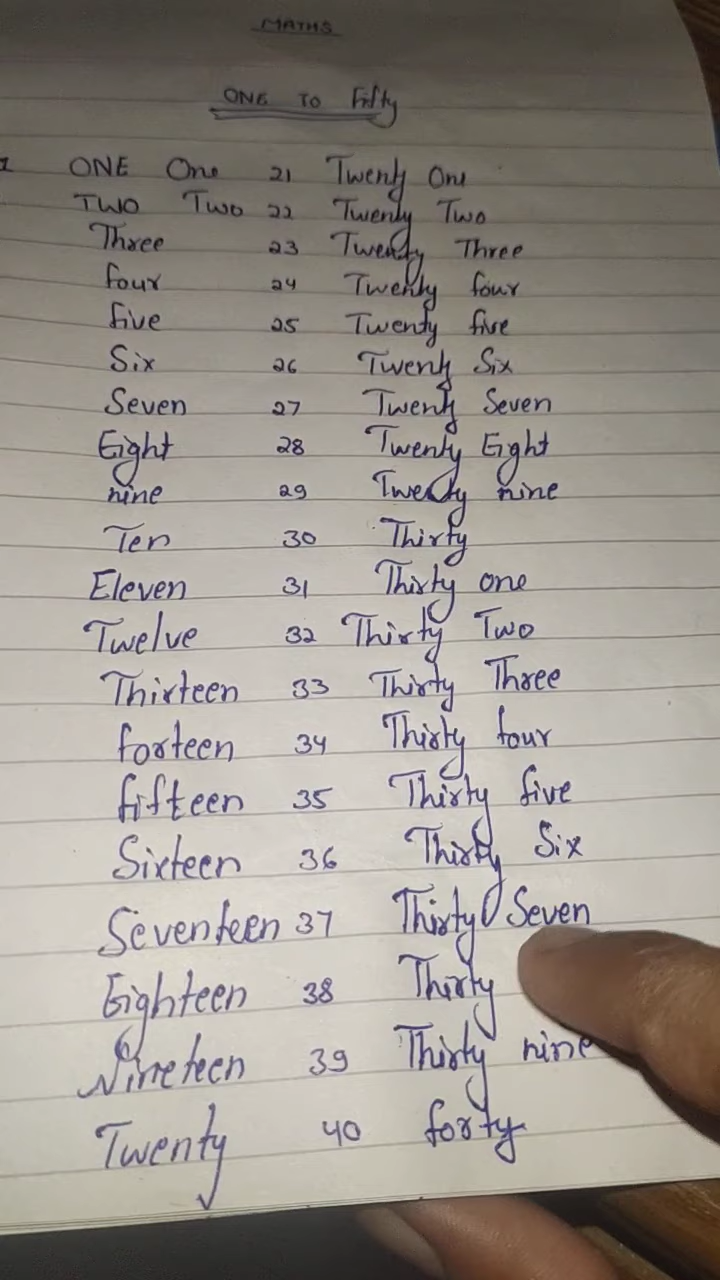 MATHS
ONE TO Fifty
1 ONE One 21 Twenty One
TWO Two 22 Twenty Two
Three 23 Twenty Three
four 24 Twenty four
five 25 Twenty five
Six 26 Twenty Six
Seven 27 Twenty Seven
Eight 28 Twenty Eight
nine 29 Twenty nine
Ten 30 Thirty
Eleven 31 Thirty one
Twelve 32 Thirty Two
Thirteen 33 Thirty Three
forteen 34 Thirty four
fifteen 35 Thirty five
Sixteen 36 Thirty Six
Seventeen 37 Thirty Seven
Eighteen 38 Thirty
Nineteen 39 Thirty nine
Twenty 40 forty